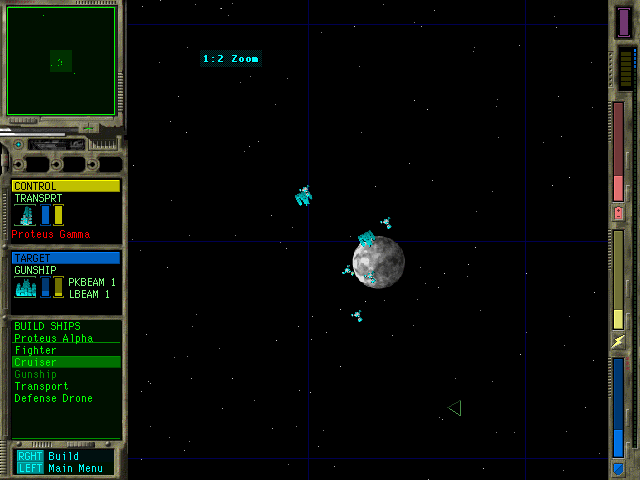 1:2 Zoom
CONTROL
TRANSPRT
Proteus Gamma
TARGET
GUNSHIP
PKBEAM 1
LBEAM 1
BUILD SHIPS
Proteus Alpha
Fighter
Cruiser
Gunship
Transport
Defense Drone
RGHT Build
LEFT Main Menu